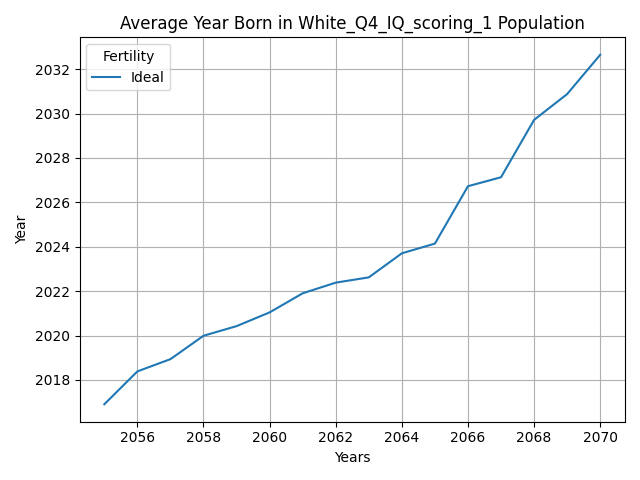 Average Year Born in White_Q4_IQ_scoring_1 Population
Fertility
Ideal
Year
2032
2030
2028
2026
2024
2022
2020
2018
2056 2058 2060 2062 2064 2066 2068 2070
Years